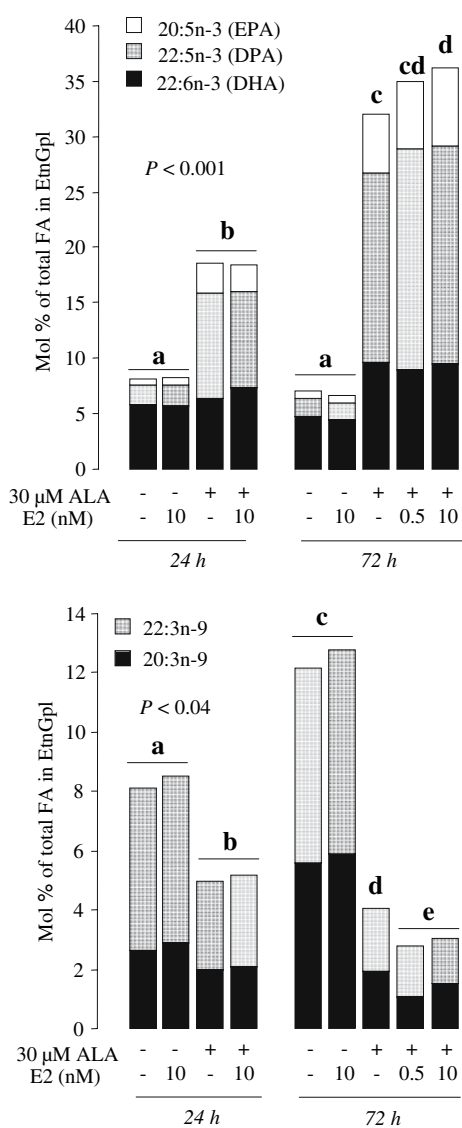 40
35
30
25
20
15
10
5
0
Mol % of total FA in EtnGpl
20:5n-3 (EPA)
22:5n-3 (DPA)
22:6n-3 (DHA)
P < 0.001
a
b
a
c
cd
d
30 µM ALA - - + + - - + + +
E2 (nM) - 10 - 10 - 10 - 0.5 10
24 h 72 h
14
12
10
8
6
4
2
0
Mol % of total FA in EtnGpl
22:3n-9
20:3n-9
P < 0.04
a
b
c
d
e
30 µM ALA - - + + - - + + +
E2 (nM) - 10 - 10 - 10 - 0.5 10
24 h 72 h